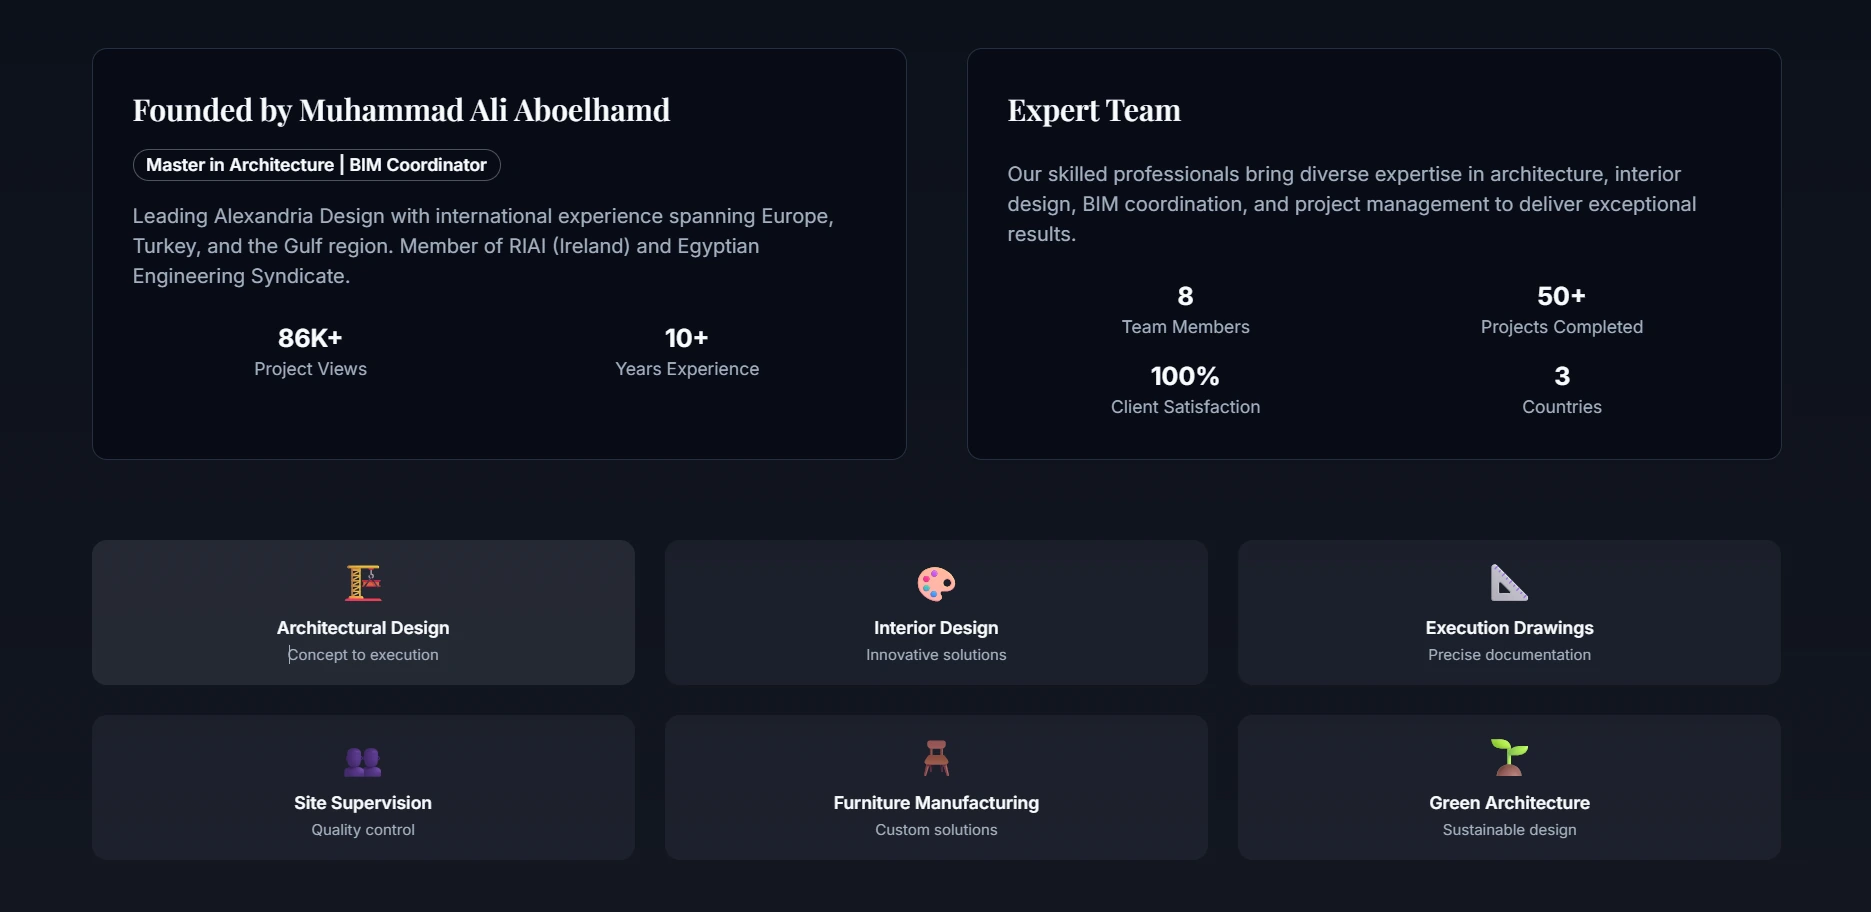 Founded by Muhammad Ali Aboelhamd
Master in Architecture | BIM Coordinator
Leading Alexandria Design with international experience spanning Europe,
Turkey, and the Gulf region. Member of RIAI (Ireland) and Egyptian
Engineering Syndicate.
86K+
Project Views
10+
Years Experience
Expert Team
Our skilled professionals bring diverse expertise in architecture, interior
design, BIM coordination, and project management to deliver exceptional
results.
8
Team Members
50+
Projects Completed
100%
Client Satisfaction
3
Countries
Architectural Design
Concept to execution
Interior Design
Innovative solutions
Execution Drawings
Precise documentation
Site Supervision
Quality control
Furniture Manufacturing
Custom solutions
Green Architecture
Sustainable design